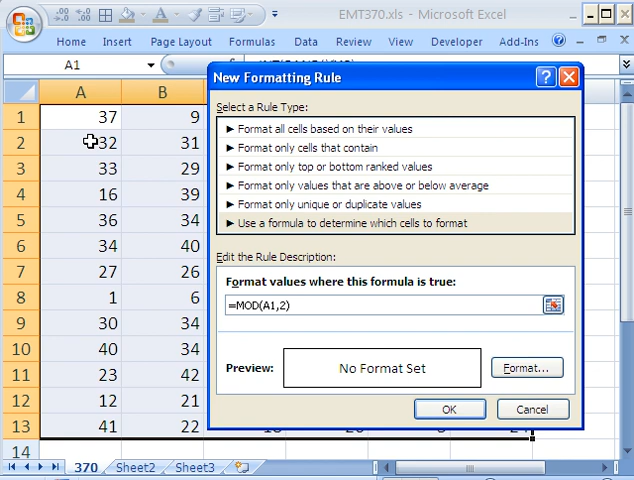 EMT370.xls - Microsoft Excel
Home Insert Page Layout Formulas Data Review View Developer Add-Ins
A1
New Formatting Rule
Select a Rule Type:
► Format all cells based on their values
► Format only cells that contain
► Format only top or bottom ranked values
► Format only values that are above or below average
► Format only unique or duplicate values
► Use a formula to determine which cells to format
Edit the Rule Description:
Format values where this formula is true:
=MOD(A1,2)
Preview: No Format Set Format...
OK Cancel
A B
1 37 9
2 32 31
3 33 29
4 16 39
5 36 34
6 34 40
7 27 26
8 1 6
9 30 34
10 40 34
11 23 42
12 12 21
13 41 22
14
370 Sheet2 Sheet3